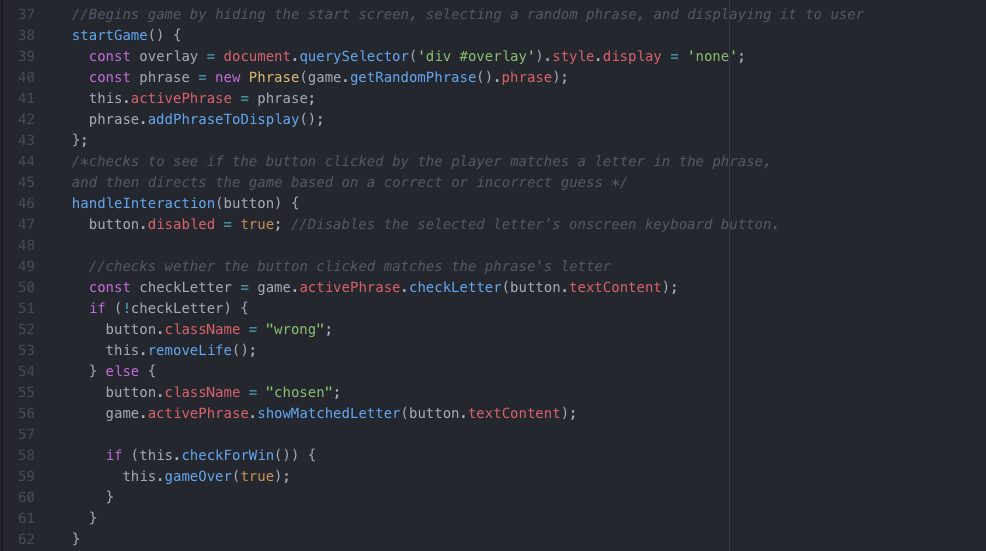 37 //Begins game by hiding the start screen, selecting a random phrase, and displaying it to user
38 startGame() {
39 const overlay = document.querySelector('div #overlay').style.display = 'none';
40 const phrase = new Phrase(game.getRandomPhrase().phrase);
41 this.activePhrase = phrase;
42 phrase.addPhraseToDisplay();
43 };
44 /*checks to see if the button clicked by the player matches a letter in the phrase,
45 and then directs the game based on a correct or incorrect guess */
46 handleInteraction(button) {
47 button.disabled = true; //Disables the selected letter’s onscreen keyboard button.
48
49 //checks wether the button clicked matches the phrase's letter
50 const checkLetter = game.activePhrase.checkLetter(button.textContent);
51 if (!checkLetter) {
52 button.className = "wrong";
53 this.removeLife();
54 } else {
55 button.className = "chosen";
56 game.activePhrase.showMatchedLetter(button.textContent);
57
58 if (this.checkForWin()) {
59 this.gameOver(true);
60 }
61 }
62 }